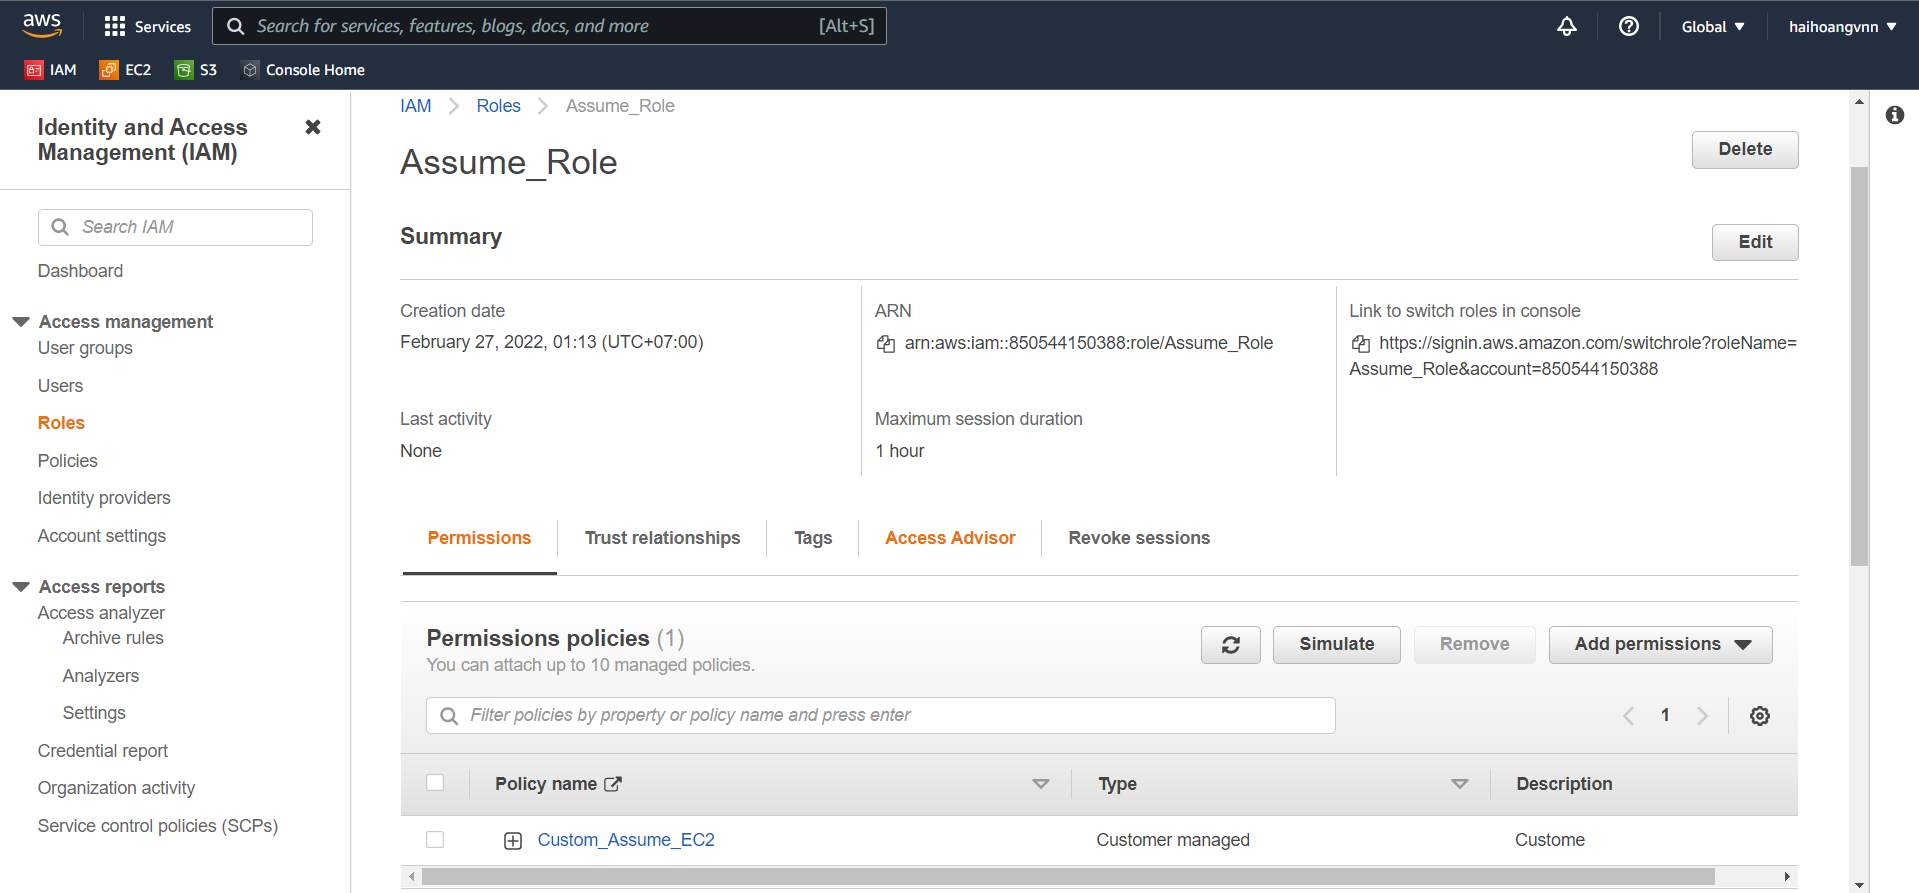 aws
Services
Search for services, features, blogs, docs, and more
[Alt+S]
Global
haihoangvnn
IAM
EC2
S3
Console Home
Identity and Access
Management (IAM)
Search IAM
Dashboard
Access management
User groups
Users
Roles
Policies
Identity providers
Account settings
Access reports
Access analyzer
Archive rules
Analyzers
Settings
Credential report
Organization activity
Service control policies (SCPs)
IAM > Roles > Assume_Role
Assume_Role
Delete
Summary
Edit
Creation date
February 27, 2022, 01:13 (UTC+07:00)
ARN
arn:aws:iam::850544150388:role/Assume_Role
Link to switch roles in console
https://signin.aws.amazon.com/switchrole?roleName=
Assume_Role&account=850544150388
Last activity
None
Maximum session duration
1 hour
Permissions
Trust relationships
Tags
Access Advisor
Revoke sessions
Permissions policies (1)
You can attach up to 10 managed policies.
Simulate
Remove
Add permissions
Filter policies by property or policy name and press enter
1
Policy name
Type
Description
Custom_Assume_EC2
Customer managed
Custome